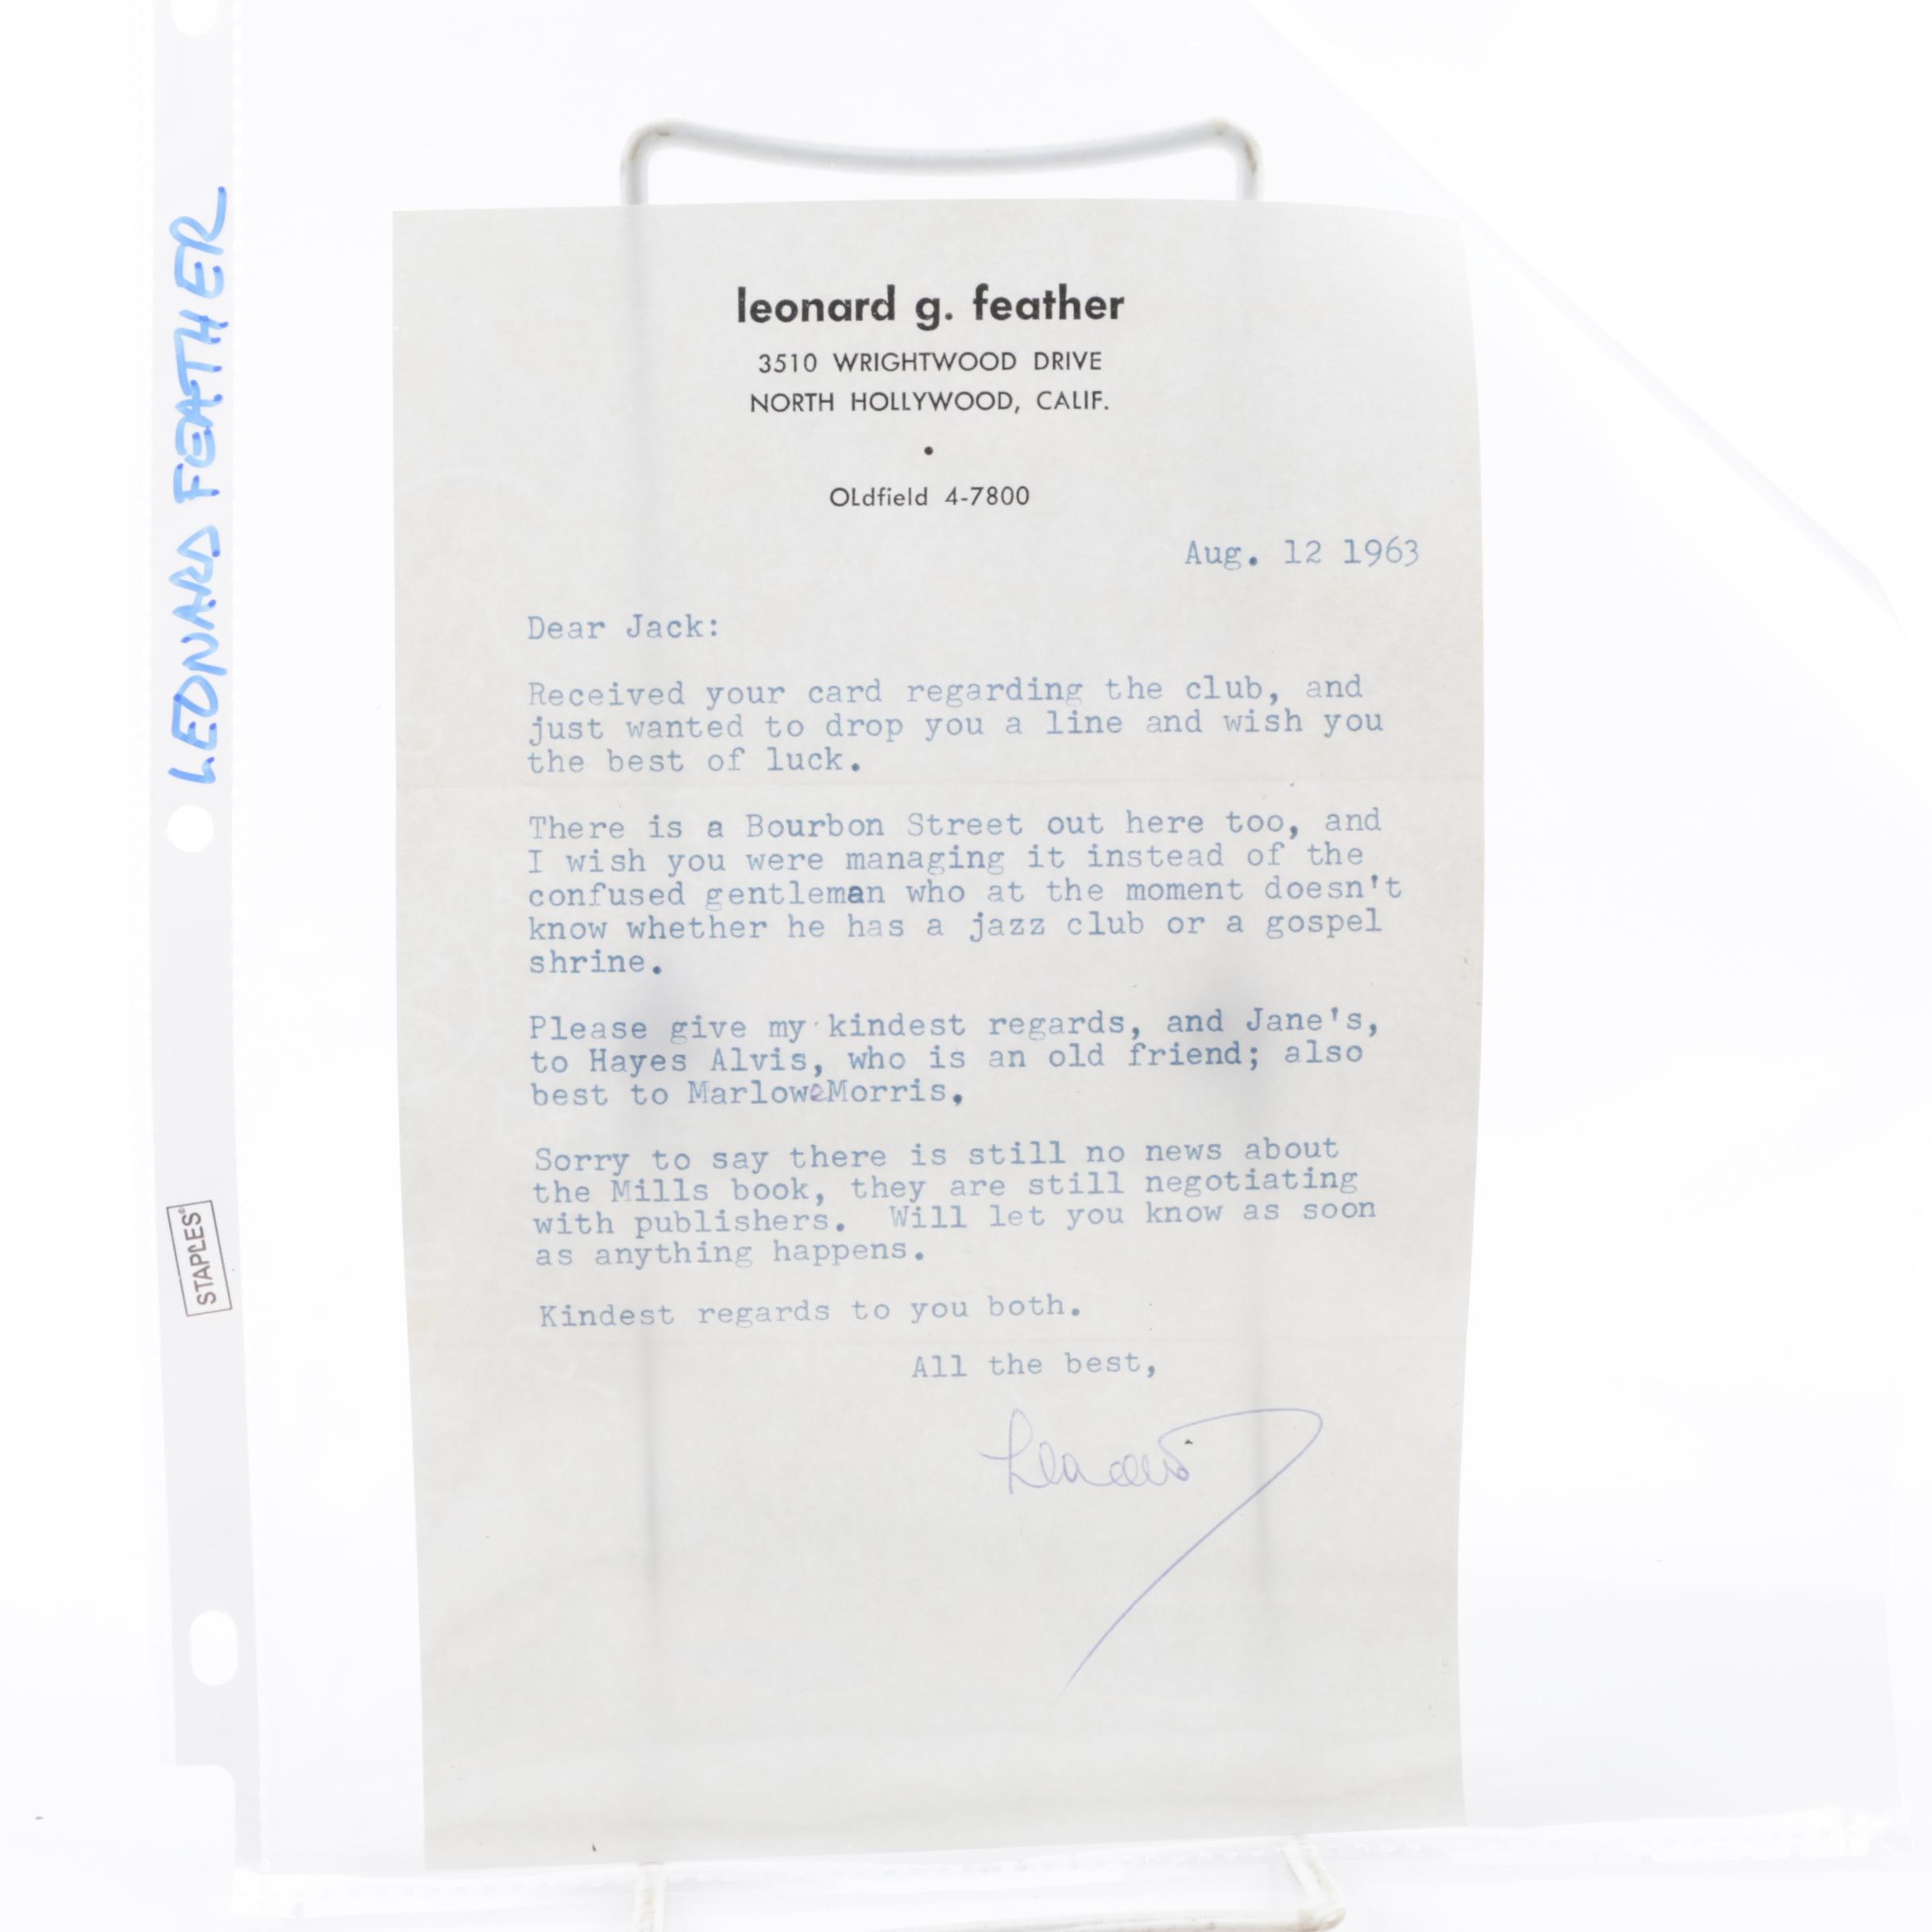 LEONARD FEATHER
STAPLES®
leonard g. feather
3510 WRIGHTWOOD DRIVE
NORTH HOLLYWOOD, CALIF.
•
OLdfield 4-7800
Aug. 12 1963
Dear Jack:
Received your card regarding the club, and
just wanted to drop you a line and wish you
the best of luck.
There is a Bourbon Street out here too, and
I wish you were managing it instead of the
confused gentleman who at the moment doesn't
know whether he has a jazz club or a gospel
shrine.
Please give my kindest regards, and Jane's,
to Hayes Alvis, who is an old friend; also
best to MarloweMorris.
Sorry to say there is still no news about
the Mills book, they are still negotiating
with publishers.  Will let you know as soon
as anything happens.
Kindest regards to you both.
All the best,
Leonard